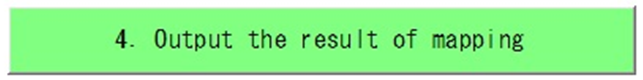 4. Output the result of mapping